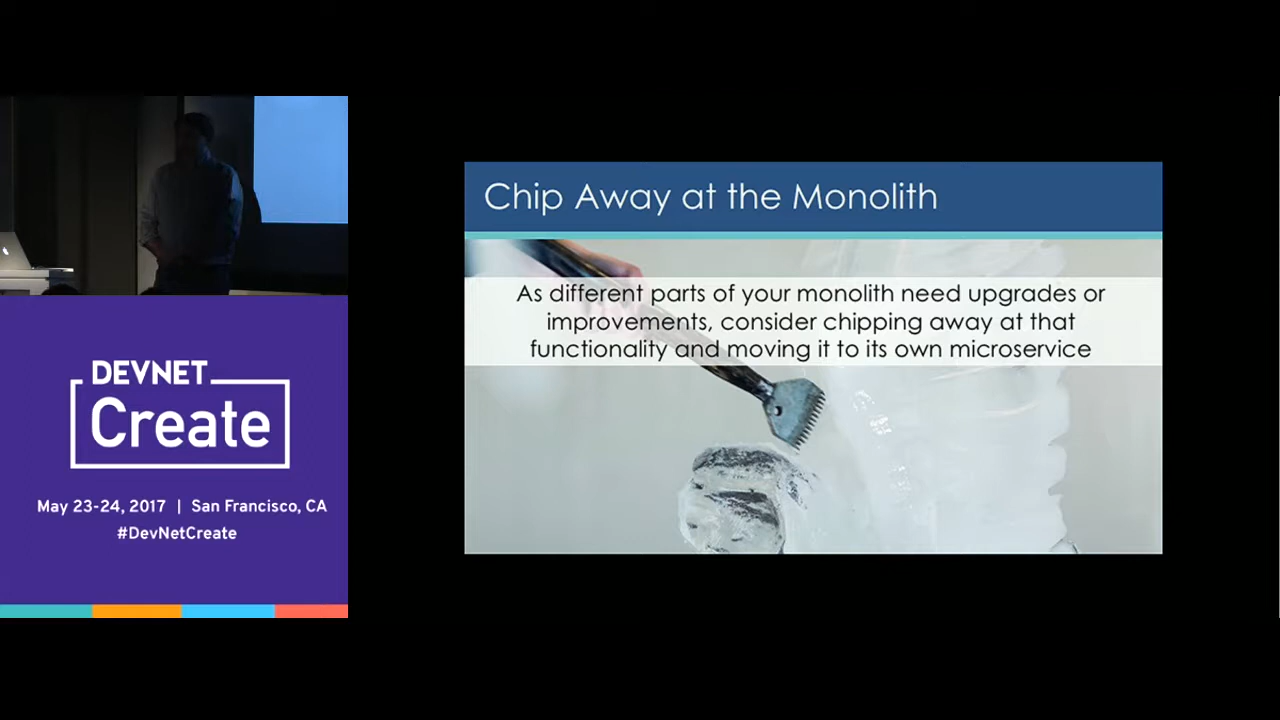 DEVNET
Create
May 23-24, 2017 | San Francisco, CA
#DevNetCreate
Chip Away at the Monolith
As different parts of your monolith need upgrades or
improvements, consider chipping away at that
functionality and moving it to its own microservice